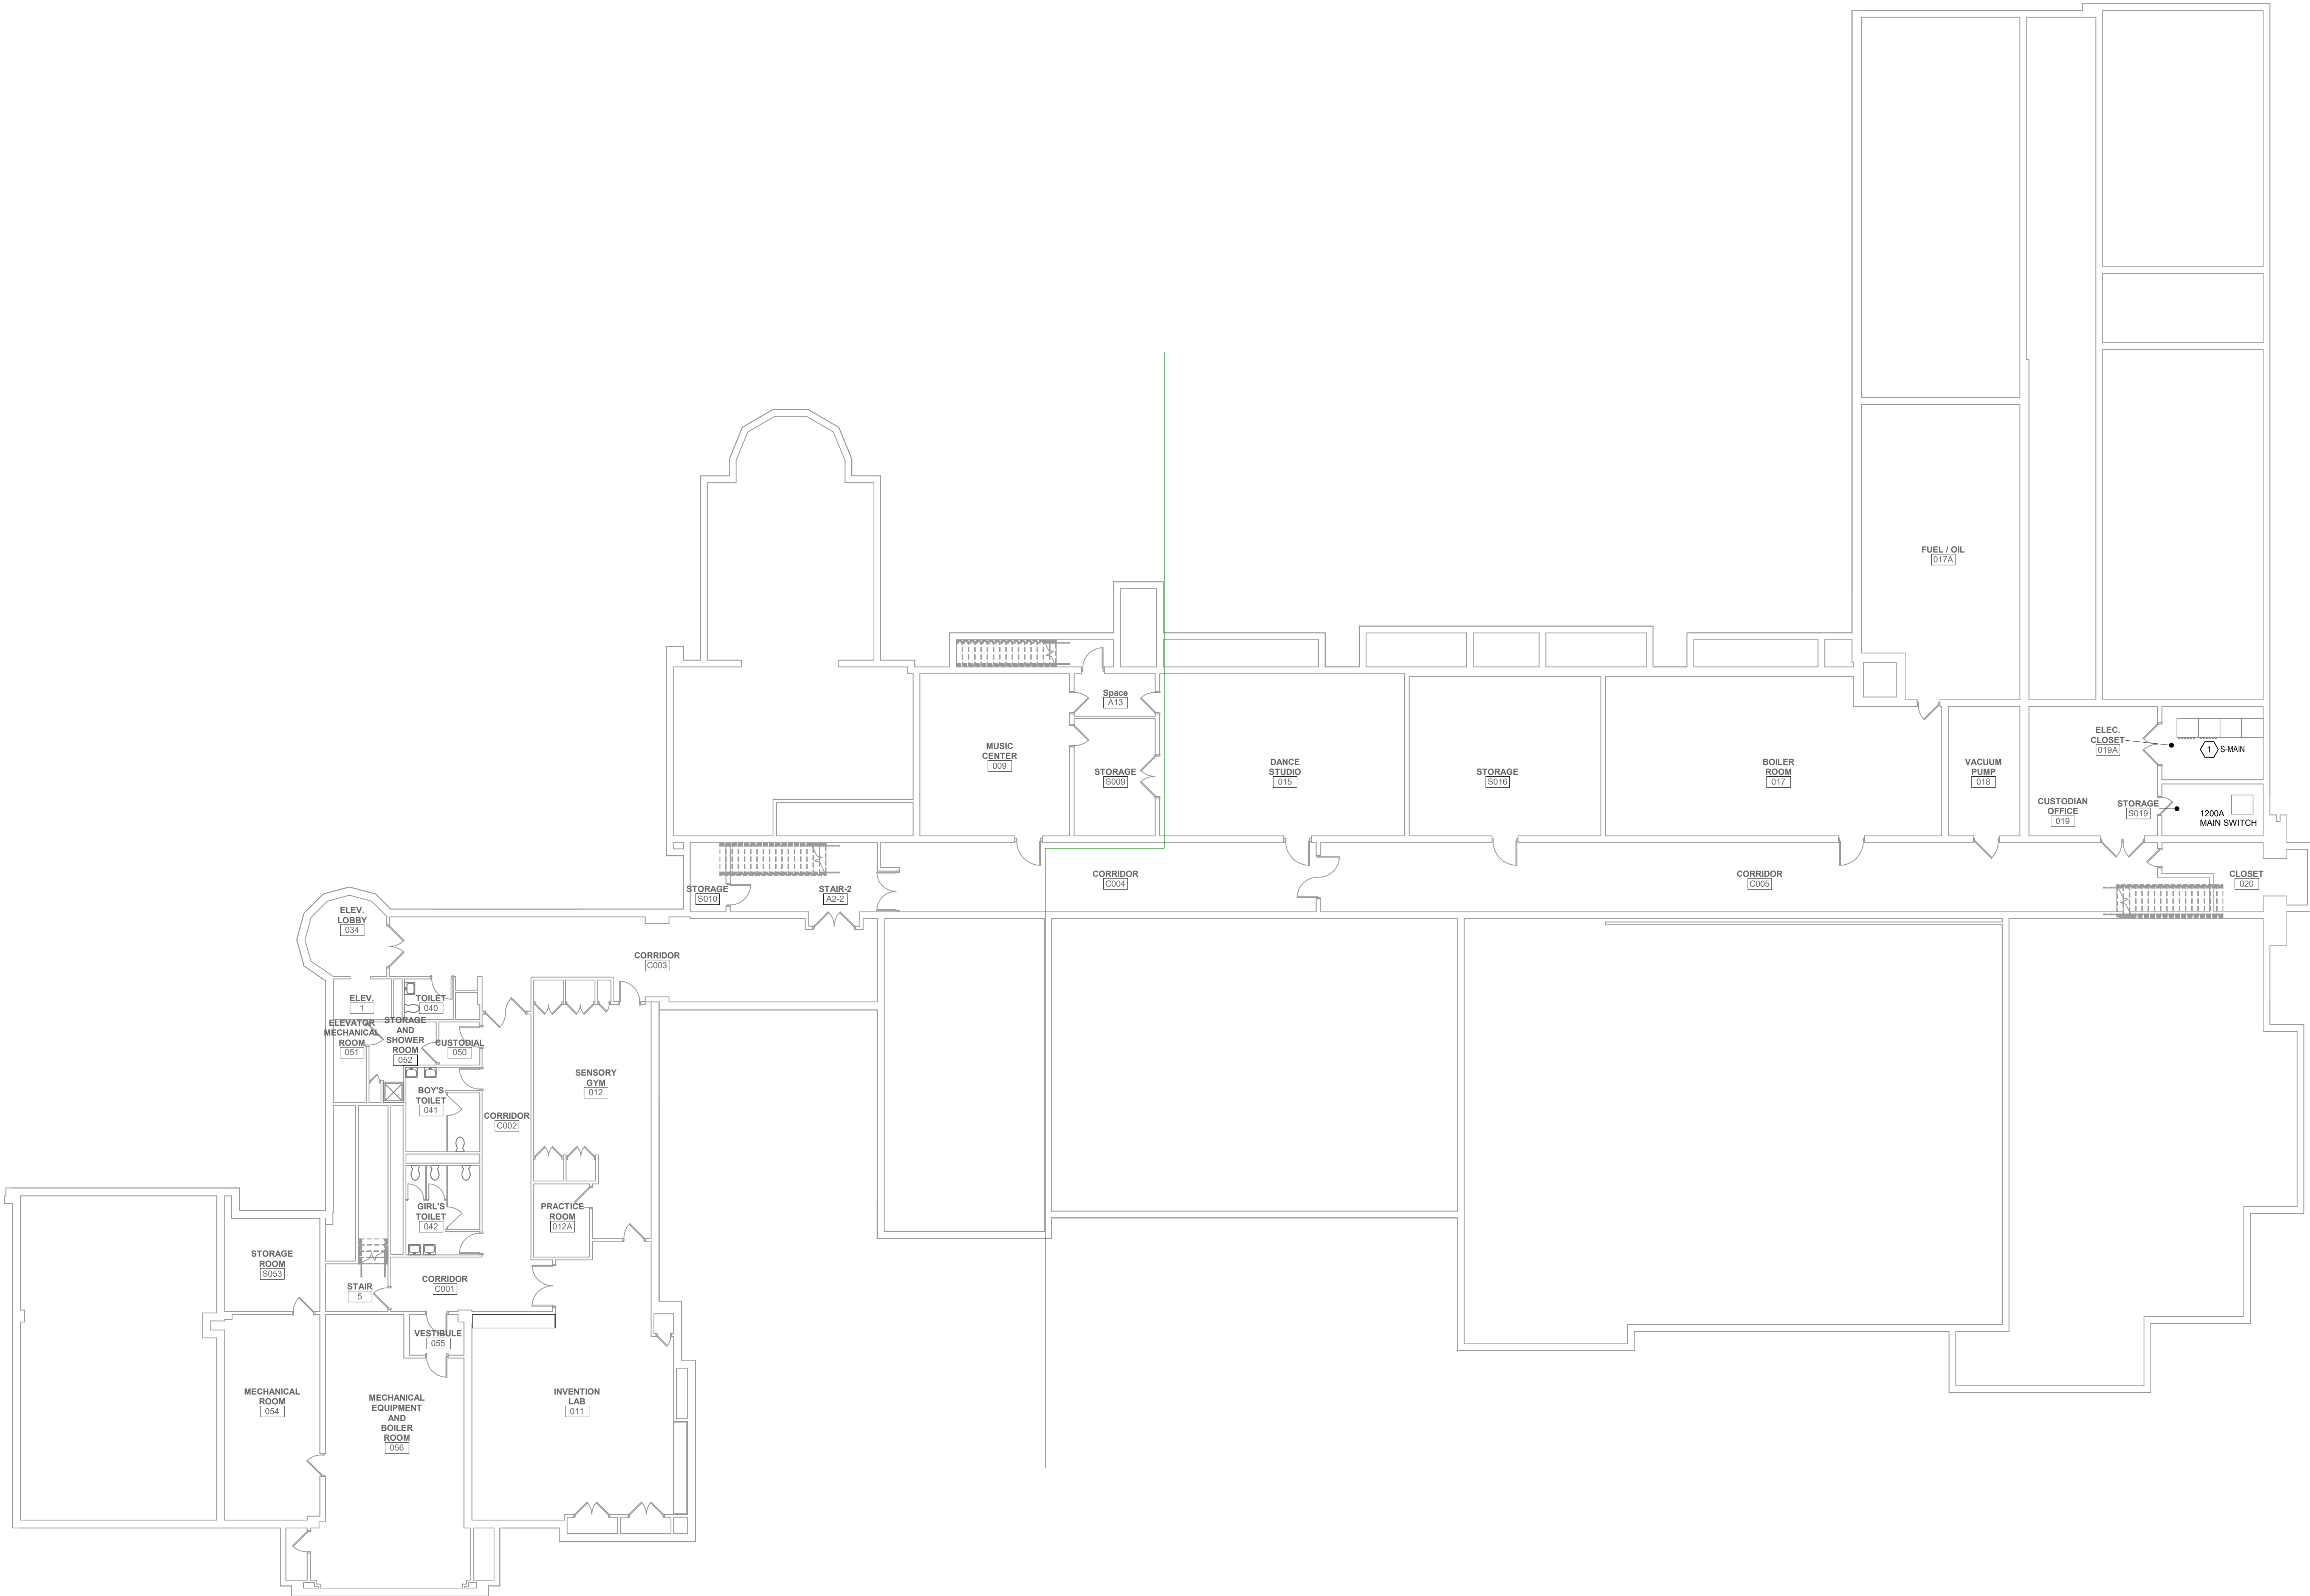 FUEL / OIL
017A
Space
A13
MUSIC
CENTER
009
STORAGE
S009
DANCE
STUDIO
015
STORAGE
S016
BOILER
ROOM
017
VACUUM
PUMP
018
ELEC.
CLOSET
019A
1
S-MAIN
CUSTODIAN
OFFICE
019
STORAGE
S019
1200A
MAIN SWITCH
STORAGE
S010
STAIR-2
A2-2
CORRIDOR
C004
CORRIDOR
C005
CLOSET
020
ELEV.
LOBBY
034
CORRIDOR
C003
ELEV.
1
TOILET
040
ELEVATOR
MECHANICAL
ROOM
051
STORAGE
AND
SHOWER
ROOM
052
CUSTODIAL
050
BOY'S
TOILET
041
SENSORY
GYM
012
CORRIDOR
C002
GIRL'S
TOILET
042
PRACTICE
ROOM
012A
STORAGE
ROOM
S053
STAIR
5
CORRIDOR
C001
VESTIBULE
055
MECHANICAL
ROOM
054
MECHANICAL
EQUIPMENT
AND
BOILER
ROOM
056
INVENTION
LAB
011